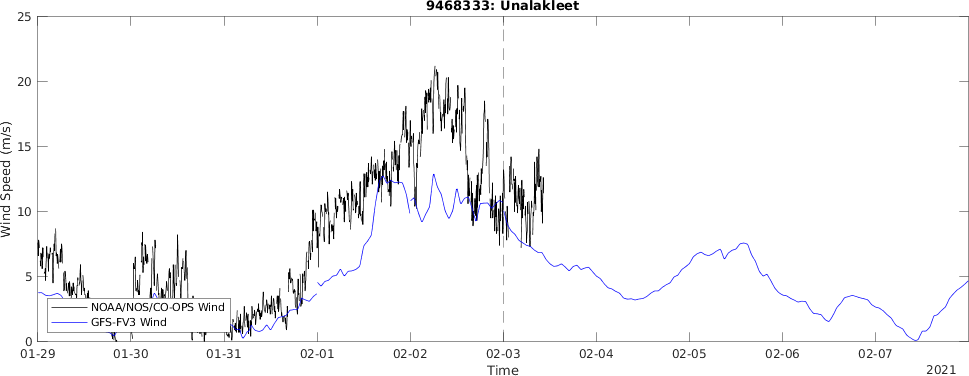 9468333: Unalakleet
25
20
15
10
5
0
Wind Speed (m/s)
NOAA/NOS/CO-OPS Wind
GFS-FV3 Wind
01-29 01-30 01-31 02-01 02-02 02-03 02-04 02-05 02-06 02-07
Time
2021